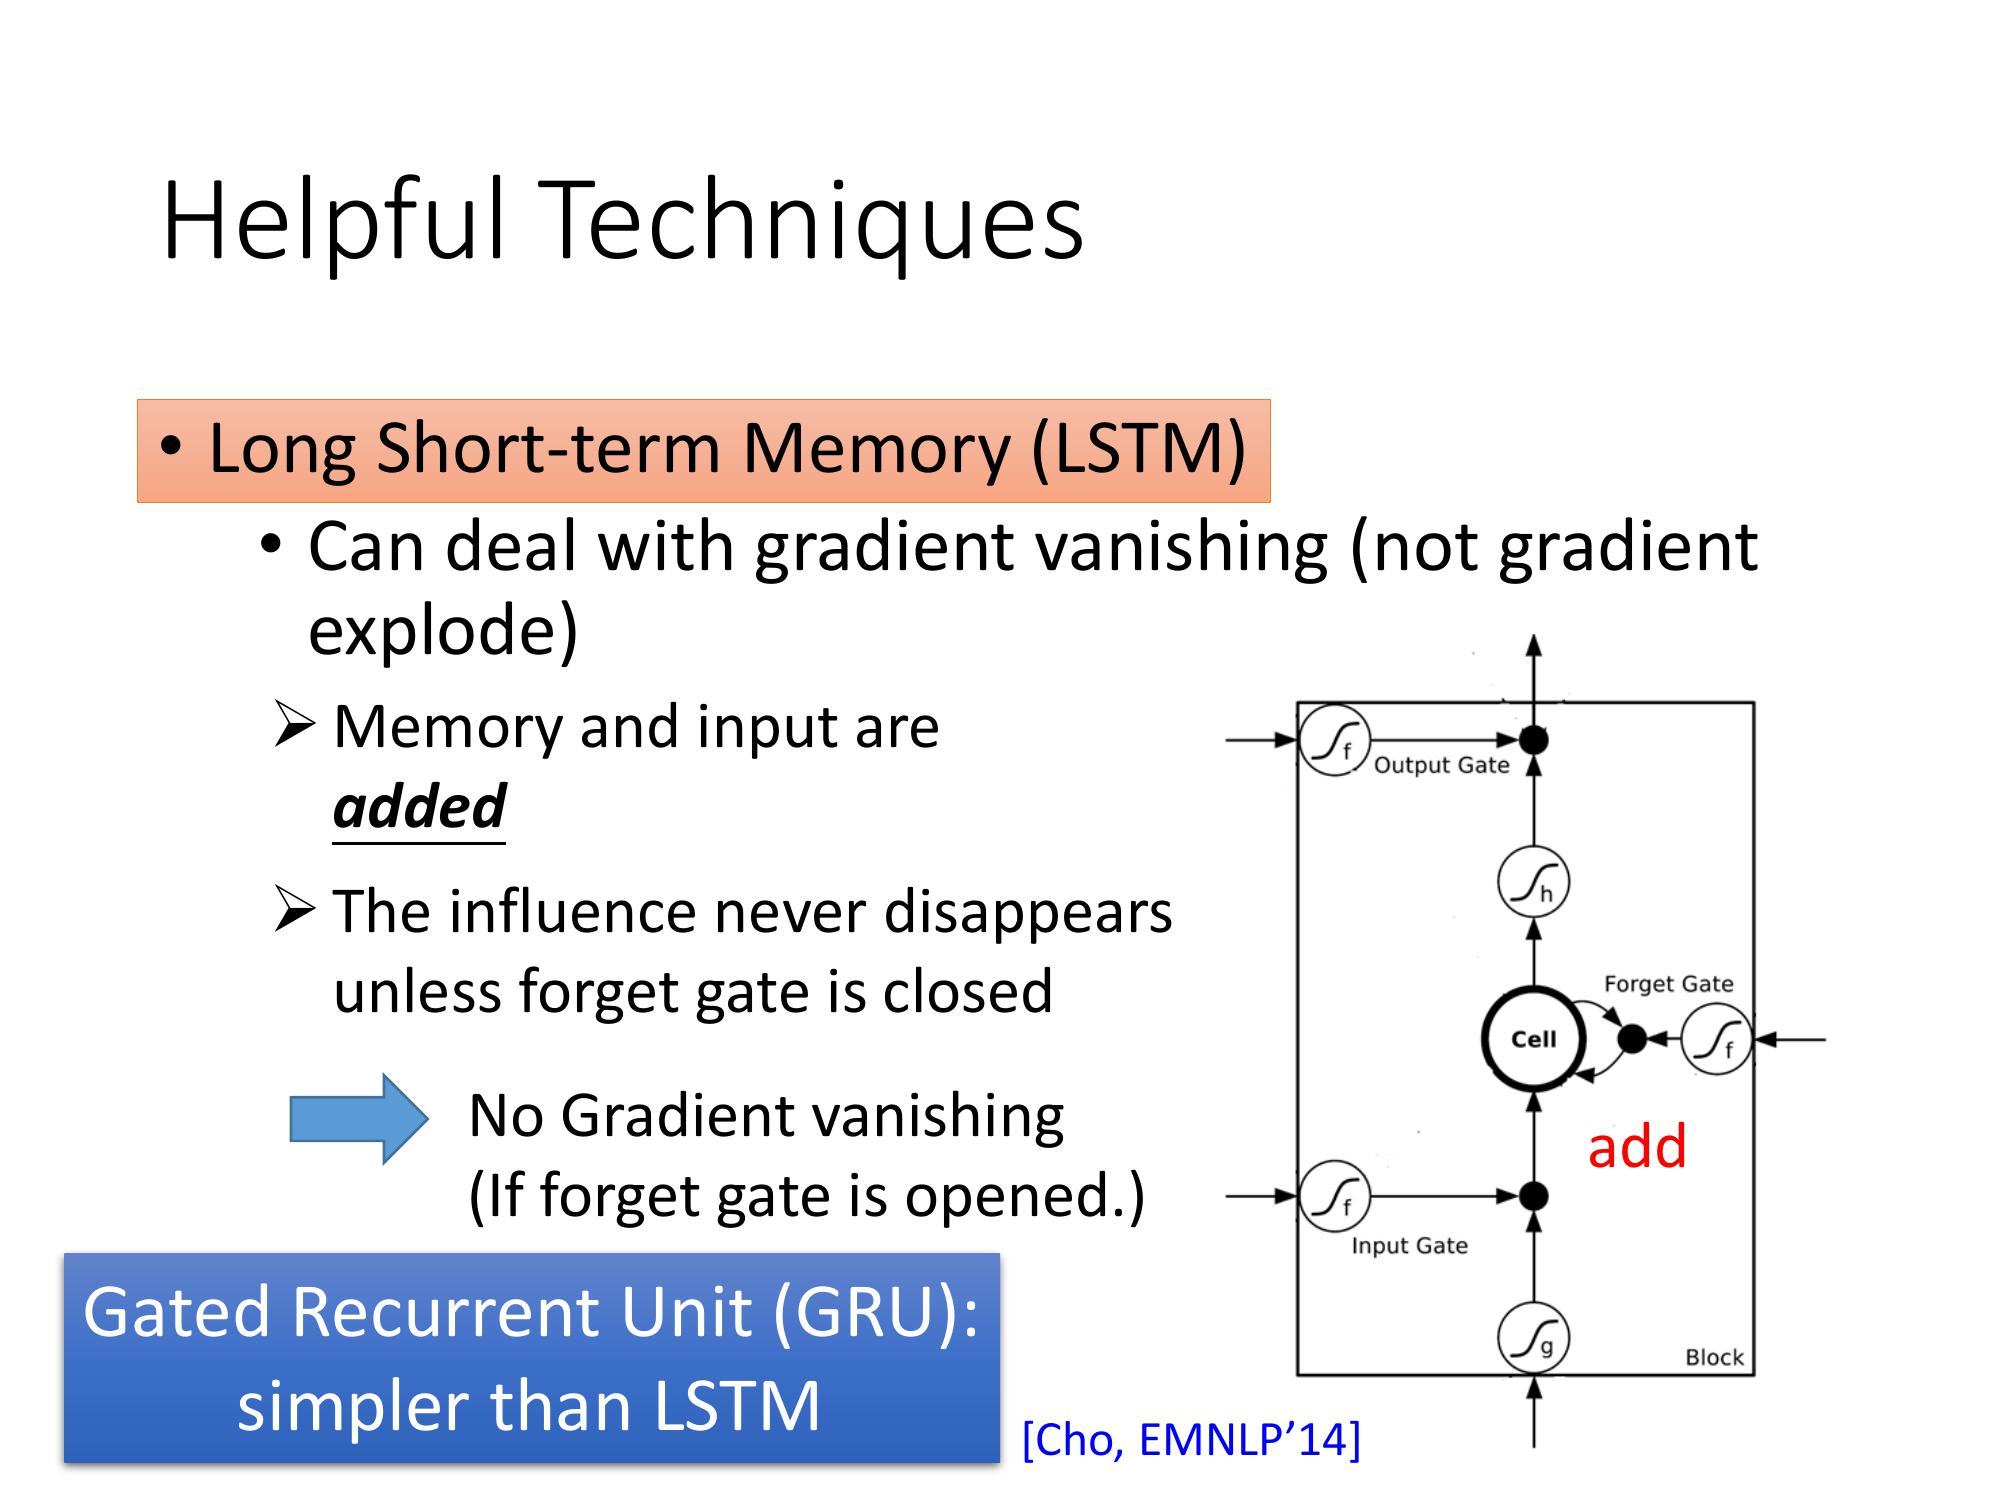 Helpful Techniques
• Long Short-term Memory (LSTM)
• Can deal with gradient vanishing (not gradient
explode)
➢ Memory and input are
added
➢ The influence never disappears
unless forget gate is closed
No Gradient vanishing
(If forget gate is opened.)
Gated Recurrent Unit (GRU):
simpler than LSTM
[Cho, EMNLP’14]
f
Output Gate
h
Forget Gate
Cell
f
add
f
Input Gate
g
Block